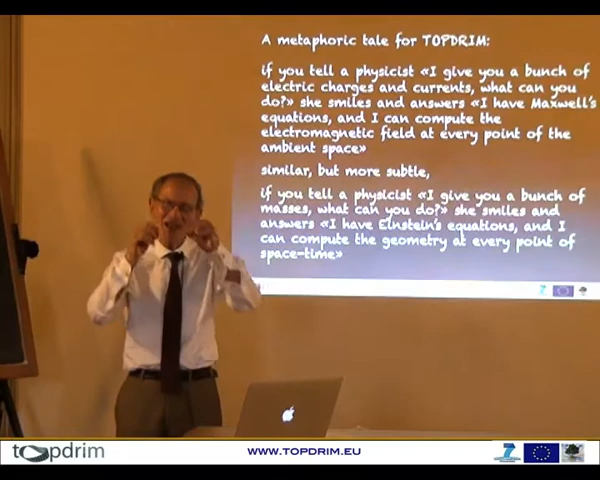 A metaphoric tale for TOPDRIM:
if you tell a physicist «I give you a bunch of
electric charges and currents, what can you
do?» she smiles and answers «I have Maxwell's
equations, and I can compute the
electromagnetic field at every point of the
ambient space»
similar, but more subtle,
if you tell a physicist «I give you a bunch of
masses, what can you do?» she smiles and
answers «I have Einstein's equations, and I
can compute the geometry at every point of
space-time»
topdrim
WWW.TOPDRIM.EU
7